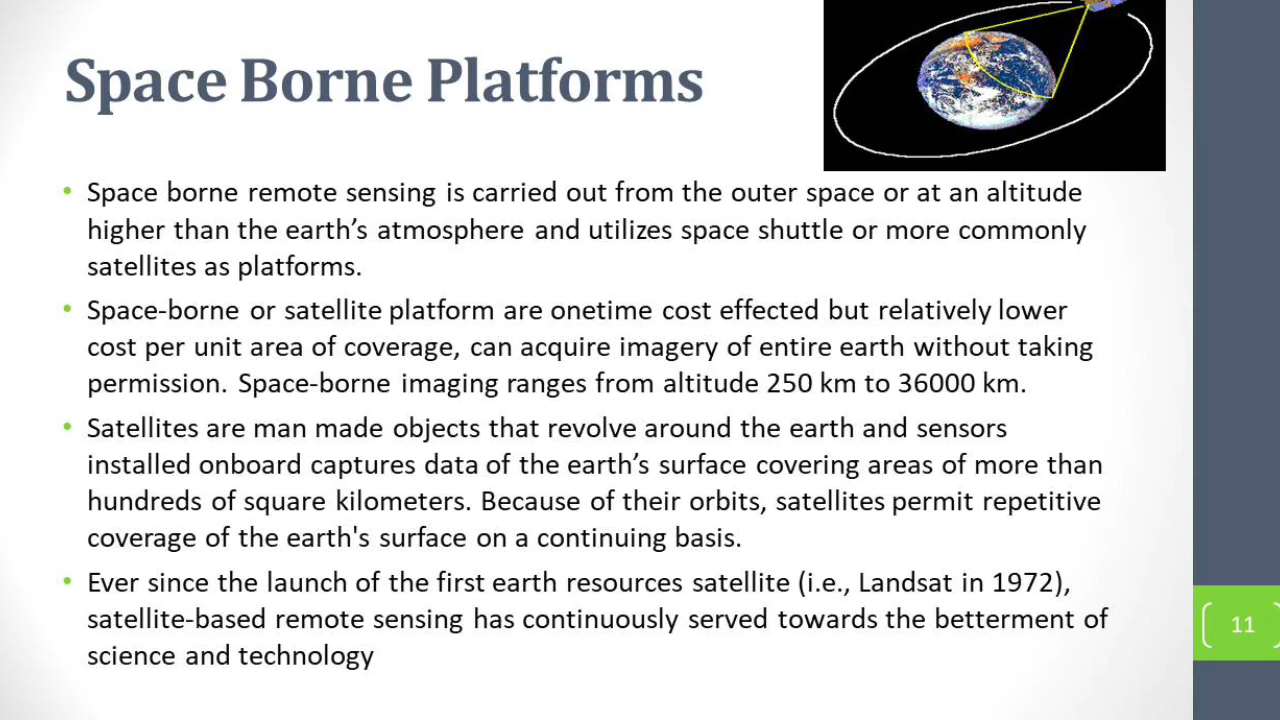 Space Borne Platforms
• Space borne remote sensing is carried out from the outer space or at an altitude
higher than the earth’s atmosphere and utilizes space shuttle or more commonly
satellites as platforms.
• Space-borne or satellite platform are onetime cost effected but relatively lower
cost per unit area of coverage, can acquire imagery of entire earth without taking
permission. Space-borne imaging ranges from altitude 250 km to 36000 km.
• Satellites are man made objects that revolve around the earth and sensors
installed onboard captures data of the earth’s surface covering areas of more than
hundreds of square kilometers. Because of their orbits, satellites permit repetitive
coverage of the earth's surface on a continuing basis.
• Ever since the launch of the first earth resources satellite (i.e., Landsat in 1972),
satellite-based remote sensing has continuously served towards the betterment of
science and technology
11